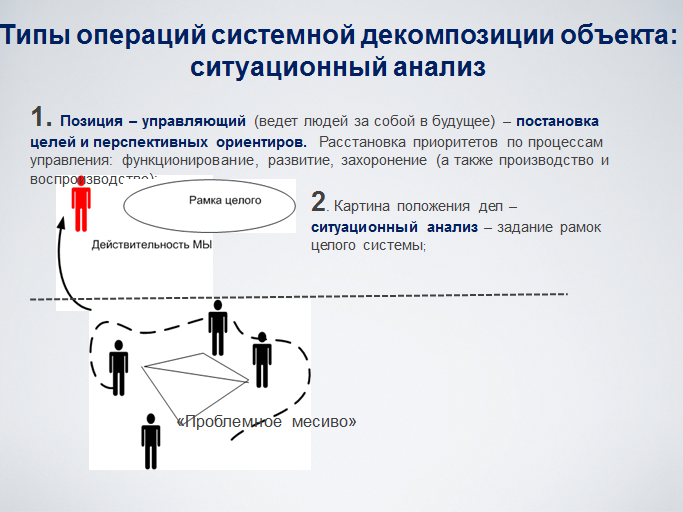 Типы операций системной декомпозиции объекта:
ситуационный анализ
1. Позиция – управляющий (ведет людей за собой в будущее) – постановка
целей и перспективных ориентиров. Расстановка приоритетов по процессам
управления: функционирование, развитие, захоронение (а также производство и
воспроизводство);
Рамка целого
2. Картина положения дел –
ситуационный анализ – задание рамок
целого системы;
Действительность МЫ
«Проблемное месиво»